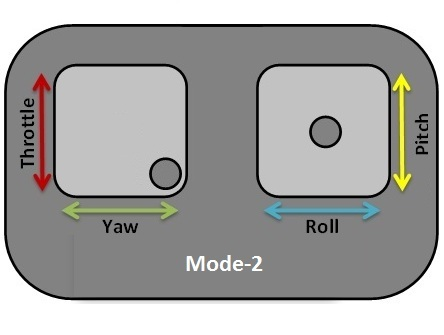 Throttle
Pitch
Yaw
Roll
Mode-2